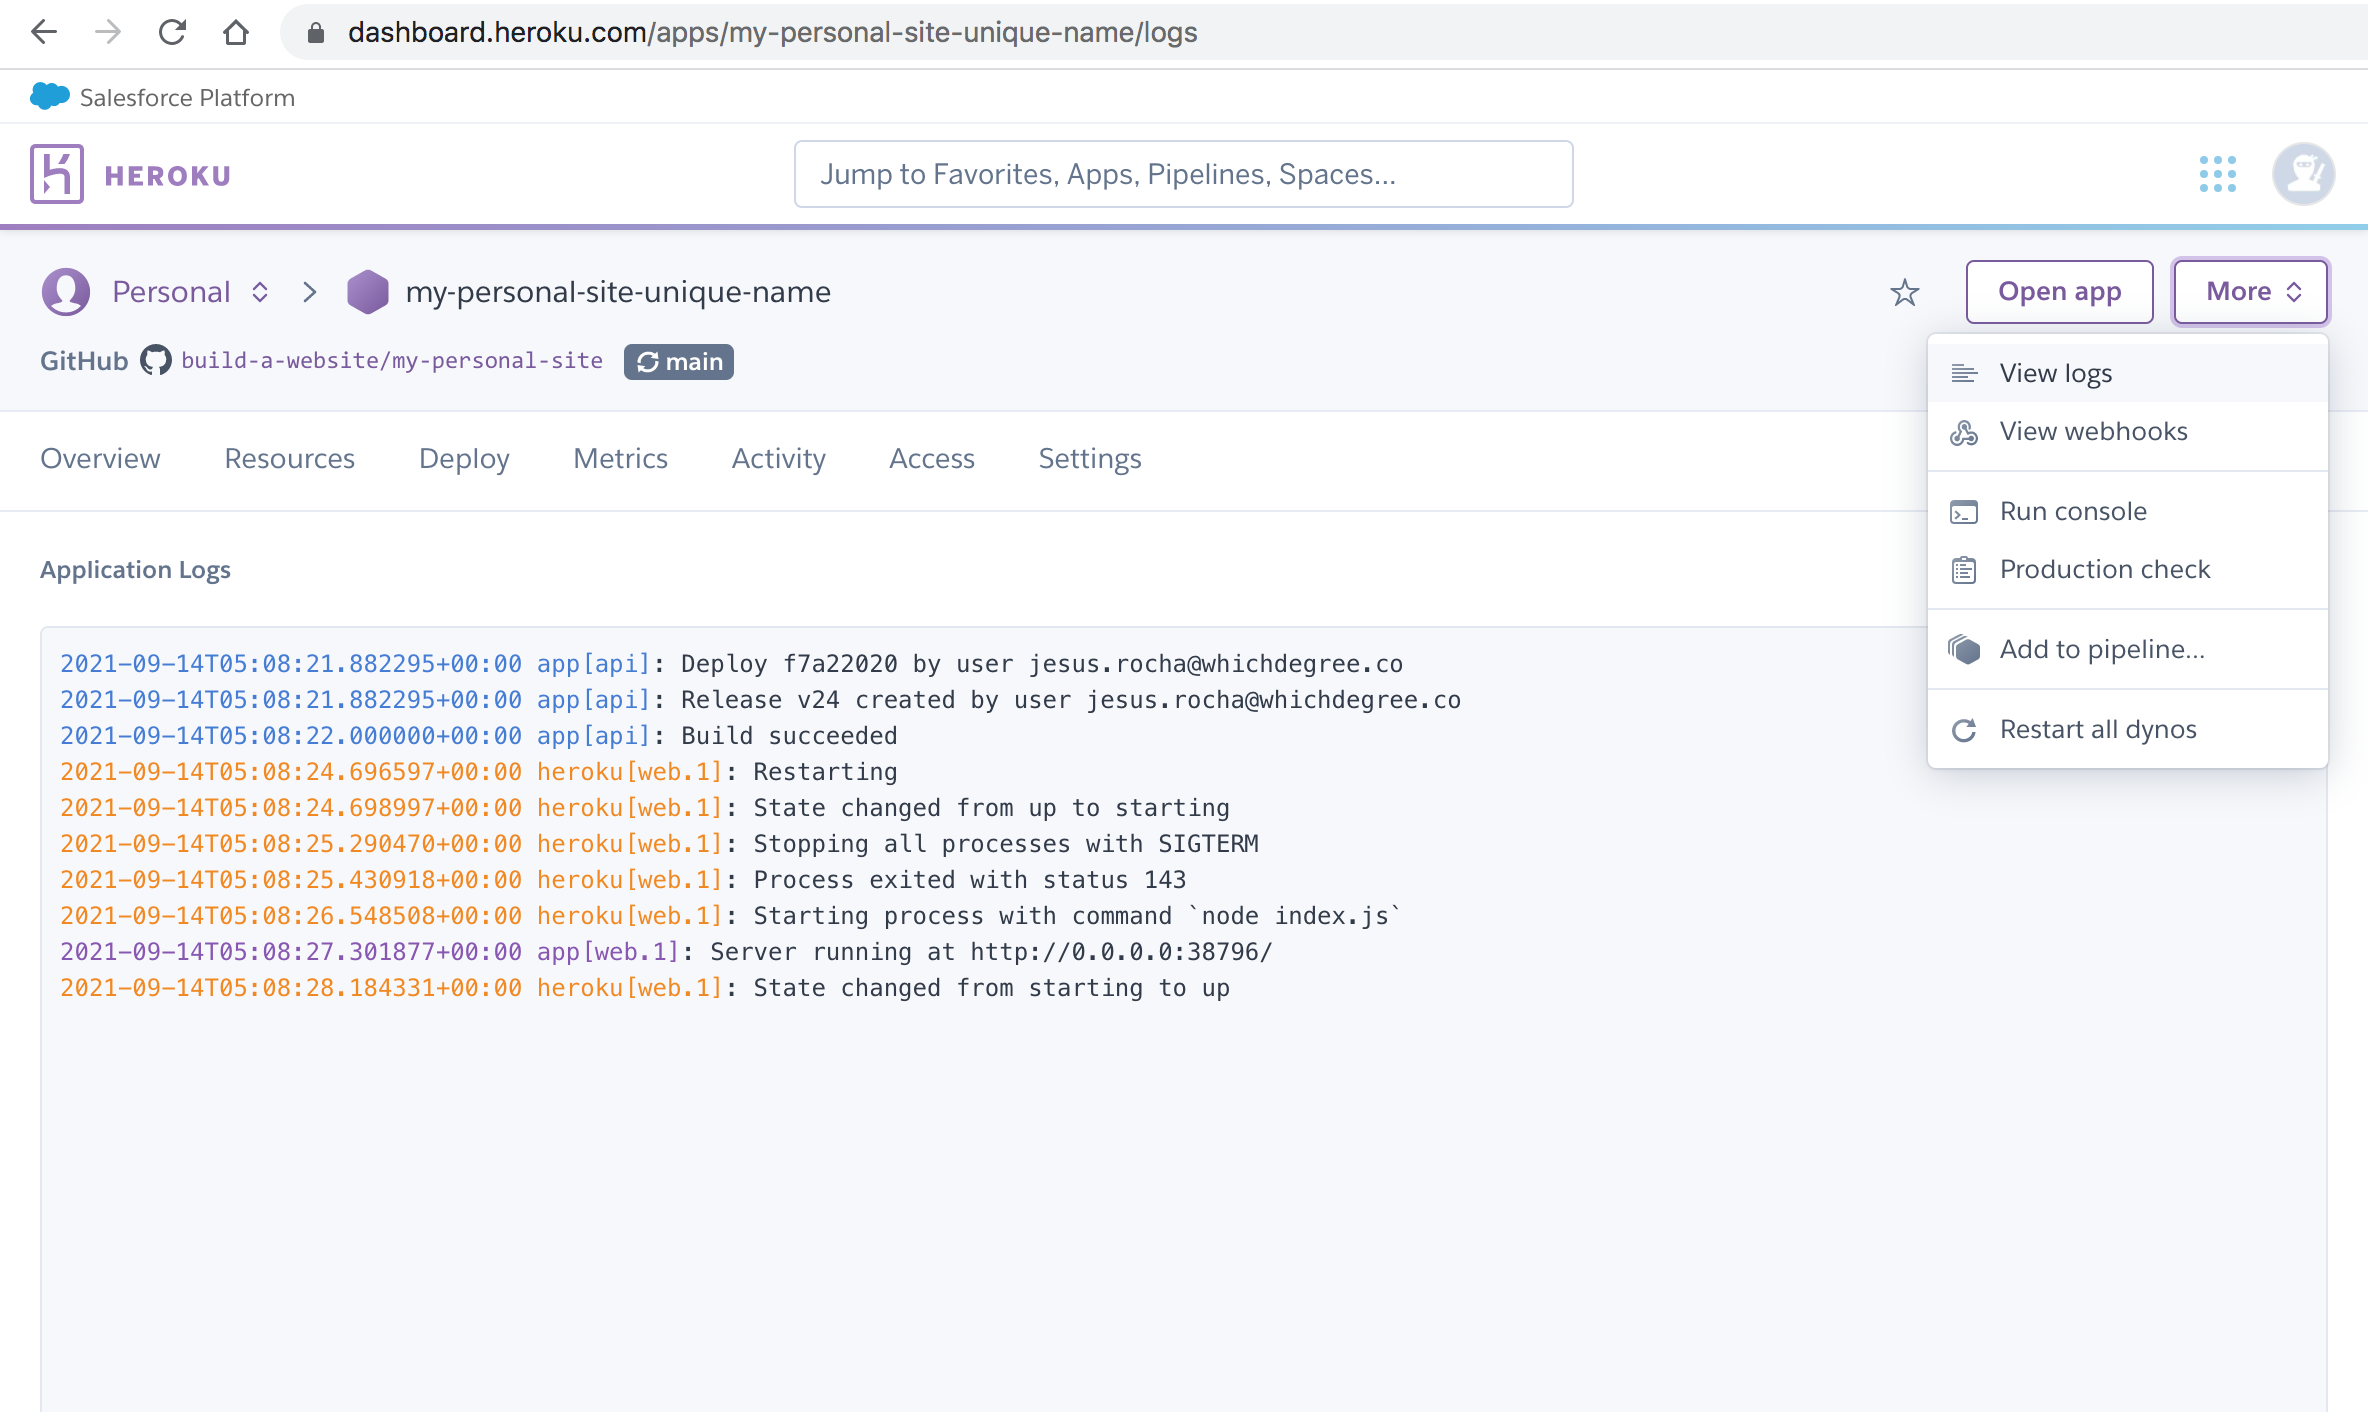 dashboard.heroku.com/apps/my-personal-site-unique-name/logs
Salesforce Platform
HEROKU
Jump to Favorites, Apps, Pipelines, Spaces...
Personal
my-personal-site-unique-name
Open app
More
GitHub build-a-website/my-personal-site main
View logs
View webhooks
Run console
Production check
Add to pipeline...
Restart all dynos
Overview Resources Deploy Metrics Activity Access Settings
Application Logs
2021-09-14T05:08:21.882295+00:00 app[api]: Deploy f7a22020 by user jesus.rocha@whichdegree.co
2021-09-14T05:08:21.882295+00:00 app[api]: Release v24 created by user jesus.rocha@whichdegree.co
2021-09-14T05:08:22.000000+00:00 app[api]: Build succeeded
2021-09-14T05:08:24.696597+00:00 heroku[web.1]: Restarting
2021-09-14T05:08:24.698997+00:00 heroku[web.1]: State changed from up to starting
2021-09-14T05:08:25.290470+00:00 heroku[web.1]: Stopping all processes with SIGTERM
2021-09-14T05:08:25.430918+00:00 heroku[web.1]: Process exited with status 143
2021-09-14T05:08:26.548508+00:00 heroku[web.1]: Starting process with command `node index.js`
2021-09-14T05:08:27.301877+00:00 app[web.1]: Server running at http://0.0.0.0:38796/
2021-09-14T05:08:28.184331+00:00 heroku[web.1]: State changed from starting to up